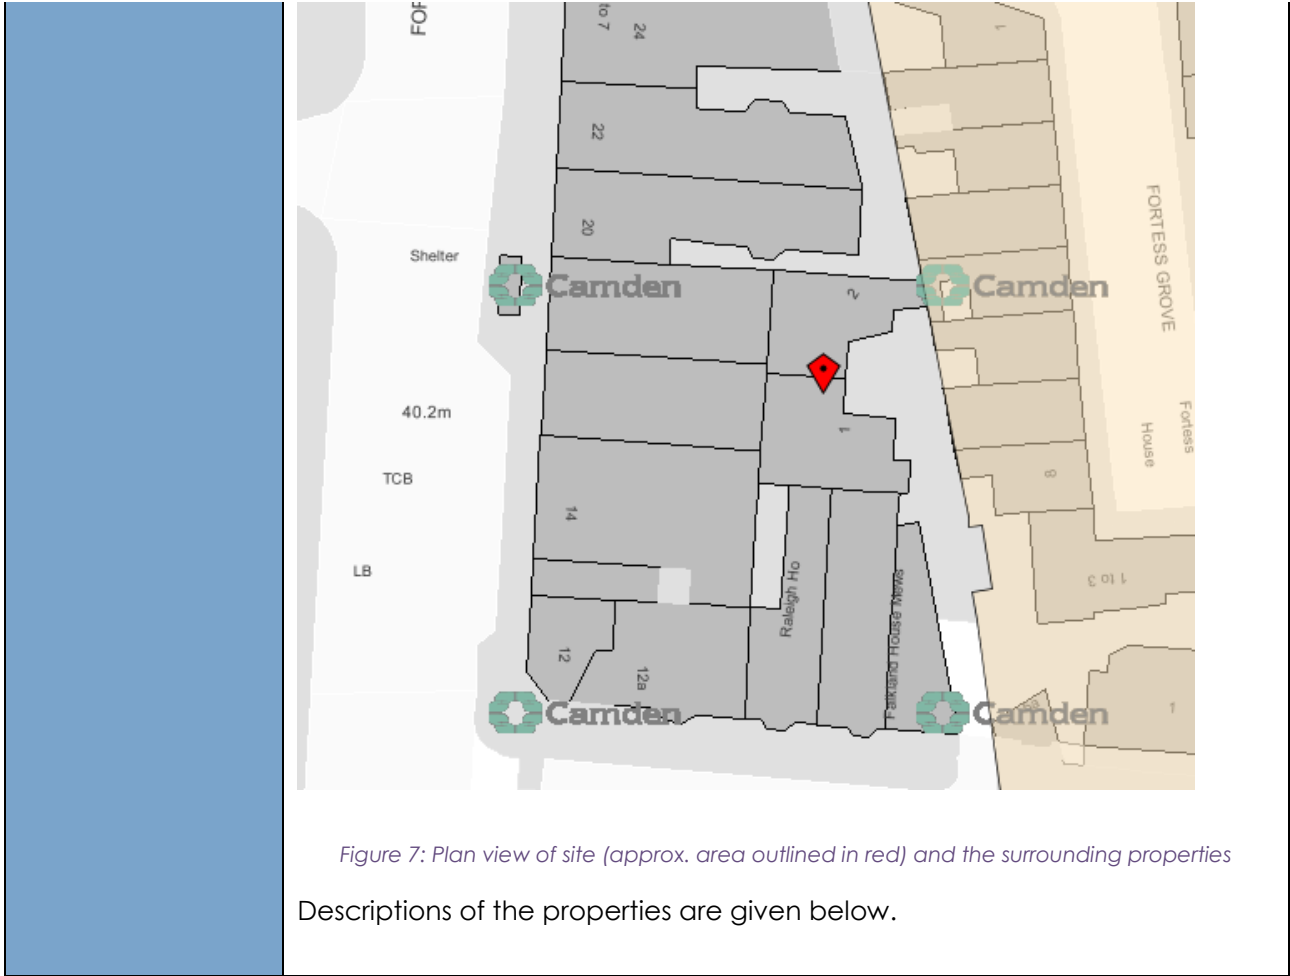 FOR
to 7
24
1
22
FORTESS GROVE
20
Shelter
Camden
Camden
2
40.2m
1
House
Fortess
TCB
8
14
LB
1 to 3
Raleigh Ho
Falkland House Mews
12
12a
Camden
Camden
1
Figure 7: Plan view of site (approx. area outlined in red) and the surrounding properties
Descriptions of the properties are given below.